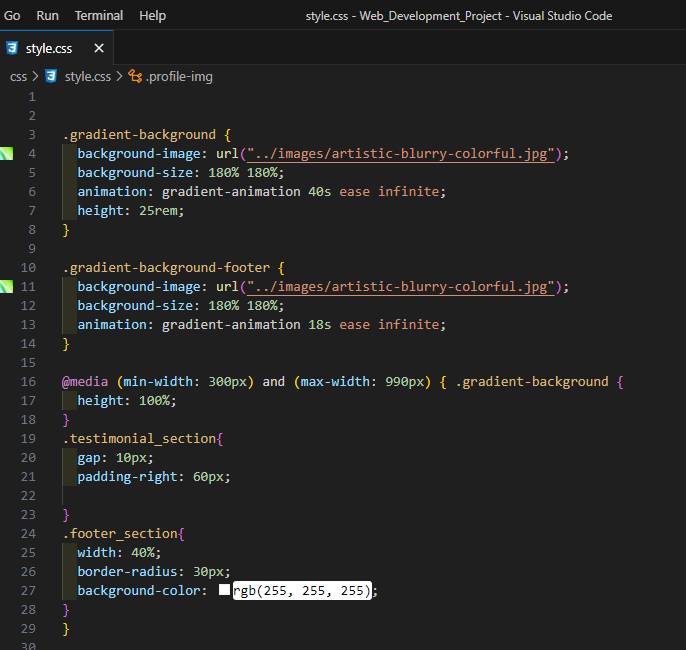 Go Run Terminal Help style.css - Web_Development_Project - Visual Studio Code
style.css ×
css > style.css > .profile-img
1
2
3 .gradient-background {
4 background-image: url("../images/artistic-blurry-colorful.jpg");
5 background-size: 180% 180%;
6 animation: gradient-animation 40s ease infinite;
7 height: 25rem;
8 }
9
10 .gradient-background-footer {
11 background-image: url("../images/artistic-blurry-colorful.jpg");
12 background-size: 180% 180%;
13 animation: gradient-animation 18s ease infinite;
14 }
15
16 @media (min-width: 300px) and (max-width: 990px) { .gradient-background {
17 height: 100%;
18 }
19 .testimonial_section{
20 gap: 10px;
21 padding-right: 60px;
22
23 }
24 .footer_section{
25 width: 40%;
26 border-radius: 30px;
27 background-color: rgb(255, 255, 255);
28 }
29 }
30